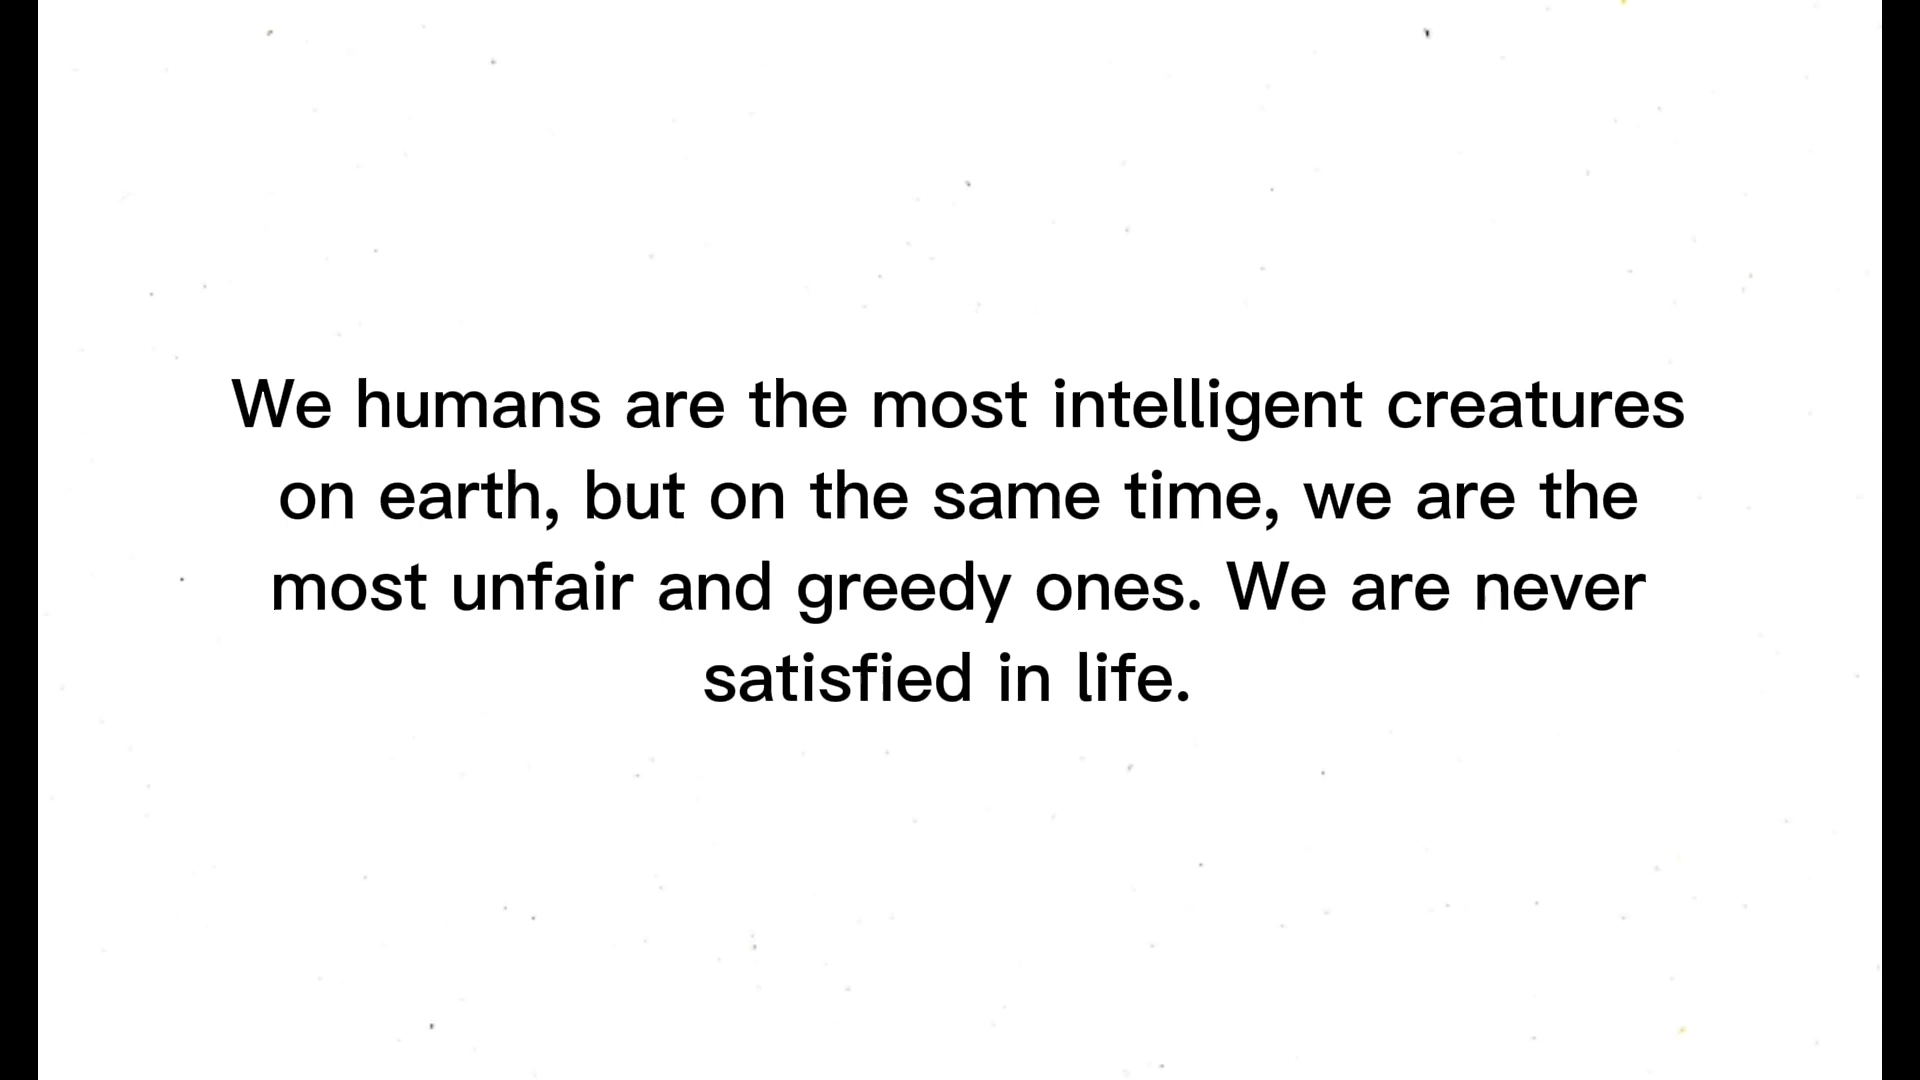 We humans are the most intelligent creatures
on earth, but on the same time, we are the
most unfair and greedy ones. We are never
satisfied in life.